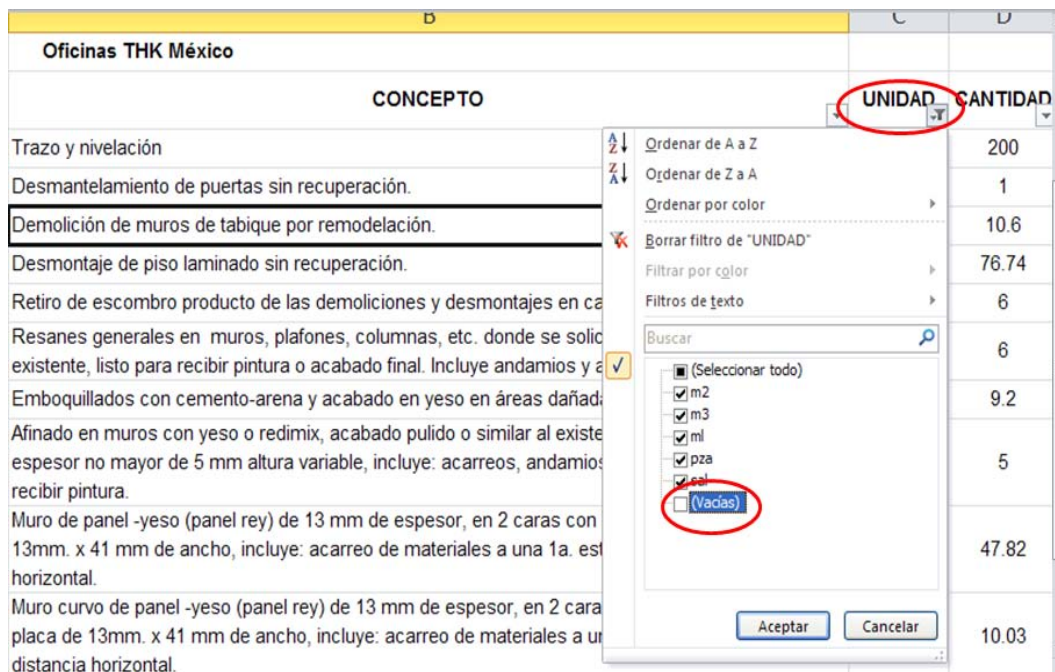 B C D
Oficinas THK México
CONCEPTO UNIDAD CANTIDAD
Trazo y nivelación 200
Desmantelamiento de puertas sin recuperación. 1
Demolición de muros de tabique por remodelación. 10.6
Desmontaje de piso laminado sin recuperación. 76.74
Retiro de escombro producto de las demoliciones y desmontajes en ca 6
Resanes generales en muros, plafones, columnas, etc. donde se solic
existente, listo para recibir pintura o acabado final. Incluye andamios y a 6
Emboquillados con cemento-arena y acabado en yeso en áreas dañad 9.2
Afinado en muros con yeso o redimix, acabado pulido o similar al existe
espesor no mayor de 5 mm altura variable, incluye: acarreos, andamios 5
recibir pintura.
Muro de panel -yeso (panel rey) de 13 mm de espesor, en 2 caras con
13mm. x 41 mm de ancho, incluye: acarreo de materiales a una 1a. est 47.82
horizontal.
Muro curvo de panel -yeso (panel rey) de 13 mm de espesor, en 2 cara
placa de 13mm. x 41 mm de ancho, incluye: acarreo de materiales a u 10.03
distancia horizontal.
Ordenar de A a Z
Ordenar de Z a A
Ordenar por color
Borrar filtro de "UNIDAD"
Filtrar por color
Filtros de texto
Buscar
(Seleccionar todo)
m2
m3
ml
pza
sal
(Vacías)
Aceptar Cancelar